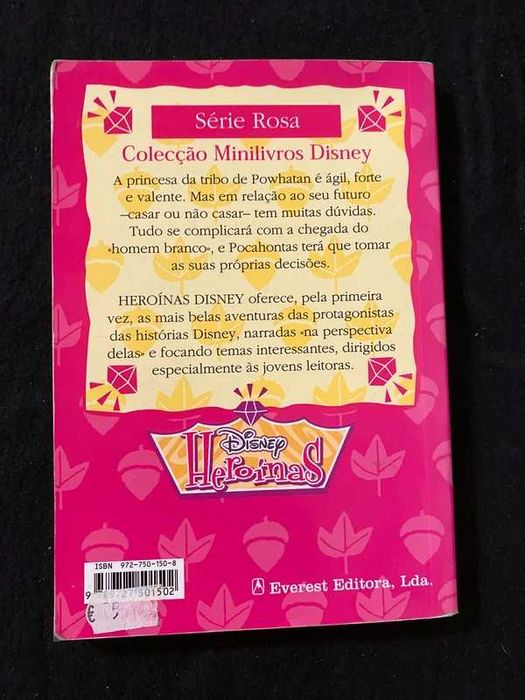 Série Rosa
Colecção Minilivros Disney
A princesa da tribo de Powhatan é ágil, forte
e valente. Mas em relação ao seu futuro
–casar ou não casar– tem muitas dúvidas.
Tudo se complicará com a chegada do
«homem branco», e Pocahontas terá que tomar
as suas próprias decisões.
HEROÍNAS DISNEY oferece, pela primeira
vez, as mais belas aventuras das protagonistas
das histórias Disney, narradas «na perspectiva
delas» e focando temas interessantes, dirigidos
especialmente às jovens leitoras.
Disney
Heroínas
ISBN 972-750-150-8
Everest Editora, Lda.